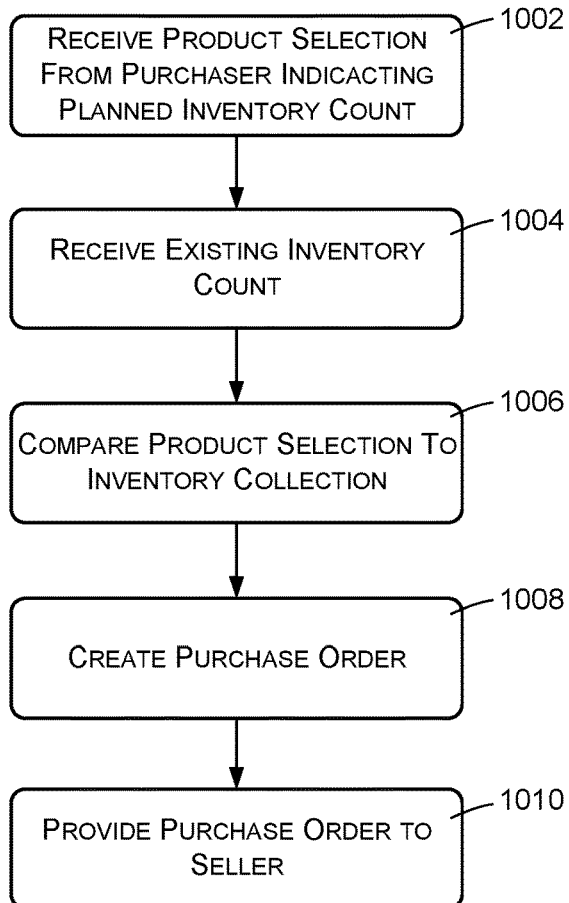 RECEIVE PRODUCT SELECTION
FROM PURCHASER INDICACTING
PLANNED INVENTORY COUNT
1002
RECEIVE EXISTING INVENTORY
COUNT
1004
COMPARE PRODUCT SELECTION TO
INVENTORY COLLECTION
1006
CREATE PURCHASE ORDER
1008
PROVIDE PURCHASE ORDER TO
SELLER
1010